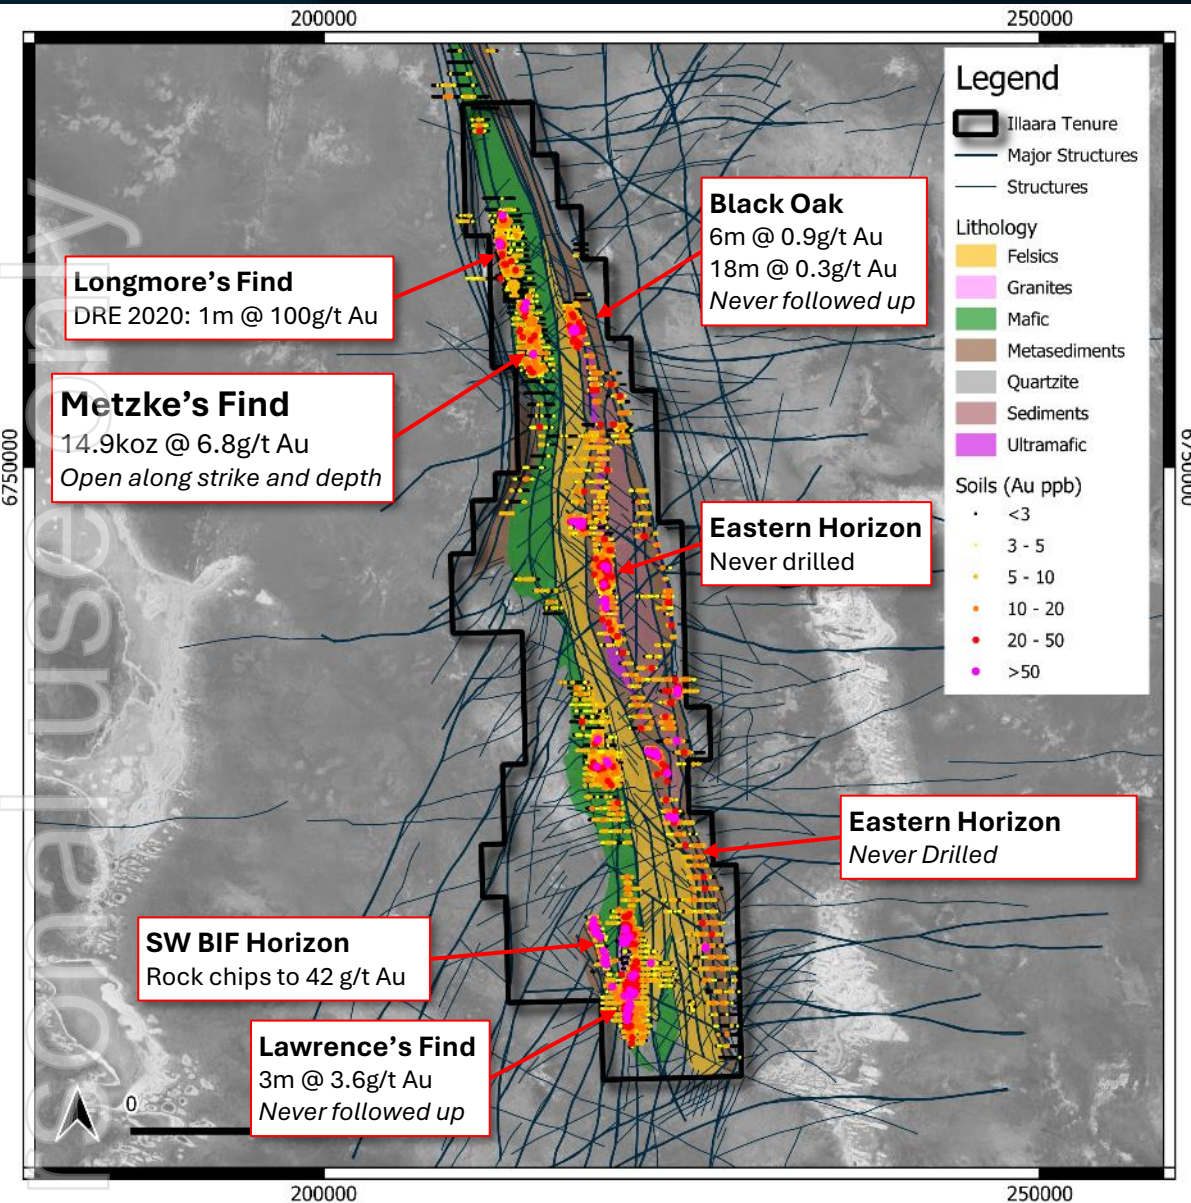 200000
250000
Legend
Illaara Tenure
Major Structures
Structures
Lithology
Felsics
Granites
Mafic
Metasediments
Quartzite
Sediments
Ultramafic
Soils (Au ppb)
<3
3 - 5
5 - 10
10 - 20
20 - 50
>50
Black Oak
6m @ 0.9g/t Au
18m @ 0.3g/t Au
Never followed up
Longmore's Find
DRE 2020: 1m @ 100g/t Au
Metzke's Find
14.9koz @ 6.8g/t Au
Open along strike and depth
6750000
Eastern Horizon
Never drilled
Eastern Horizon
Never Drilled
SW BIF Horizon
Rock chips to 42 g/t Au
Lawrence's Find
3m @ 3.6g/t Au
Never followed up
0
200000
250000
rsonal use only